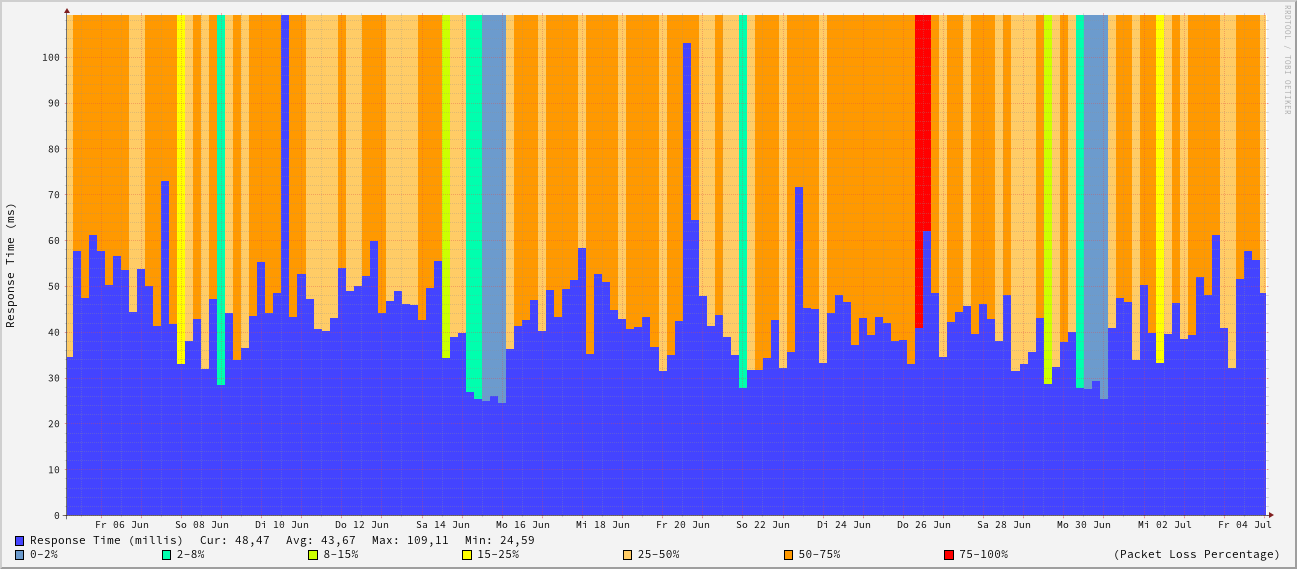 RRDTOOL / TOBI OETIKER
Response Time (ms)
100
90
80
70
60
50
40
30
20
10
0
Fr 06 Jun So 08 Jun Di 10 Jun Do 12 Jun Sa 14 Jun Mo 16 Jun Mi 18 Jun Fr 20 Jun So 22 Jun Di 24 Jun Do 26 Jun Sa 28 Jun Mo 30 Jun Mi 02 Jul Fr 04 Jul
Response Time (millis) Cur: 48,47 Avg: 43,67 Max: 109,11 Min: 24,59
0-2% 2-8% 8-15% 15-25% 25-50% 50-75% 75-100% (Packet Loss Percentage)